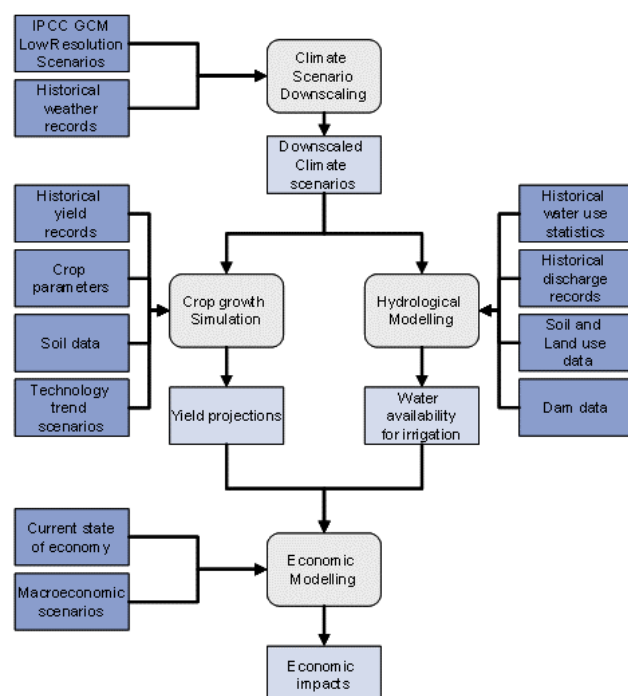 IPCC GCM
Low Resolution
Scenarios
Historical
weather
records
Climate
Scenario
Downscaling
Downscaled
Climate
scenarios
Historical
yield
records
Crop
parameters
Soil data
Technology
trend
scenarios
Crop growth
Simulation
Hydrological
Modelling
Historical
water use
statistics
Historical
discharge
records
Soil and
Land use
data
Dam data
Yield projections
Water
availability
for irrigation
Current state
of economy
Macroeconomic
scenarios
Economic
Modelling
Economic
impacts